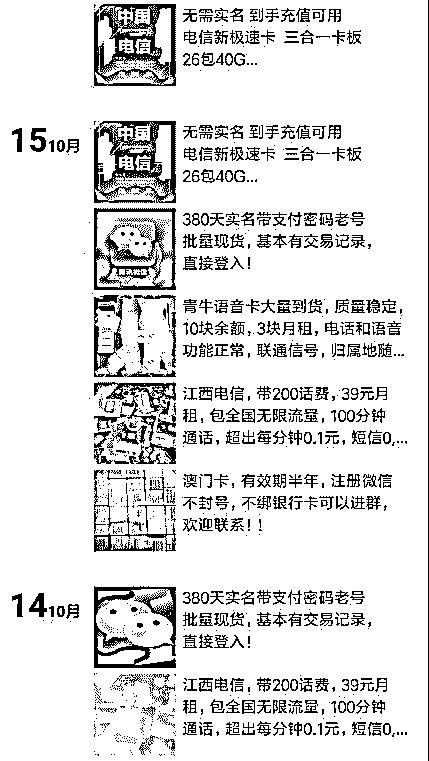 中国
电信
无需实名 到手充值可用
电信新极速卡 三合一卡板
26包40G...
15 10月
中国
电信
无需实名 到手充值可用
电信新极速卡 三合一卡板
26包40G...
380天实名带支付密码老号
批量现货，基本有交易记录，
直接登入！
青牛语音卡大量到货，质量稳定，
10块余额，3块月租，电话和语音
功能正常，联通信号，归属地随...
江西电信，带200话费，39元月
租，包全国无限流量，100分钟
通话，超出每分钟0.1元，短信0,...
澳门卡，有效期半年，注册微信
不封号，不绑银行卡可以进群，
欢迎联系！！
14 10月
380天实名带支付密码老号
批量现货，基本有交易记录，
直接登入！
江西电信，带200话费，39元月
租，包全国无限流量，100分钟
通话，超出每分钟0.1元，短信0,...